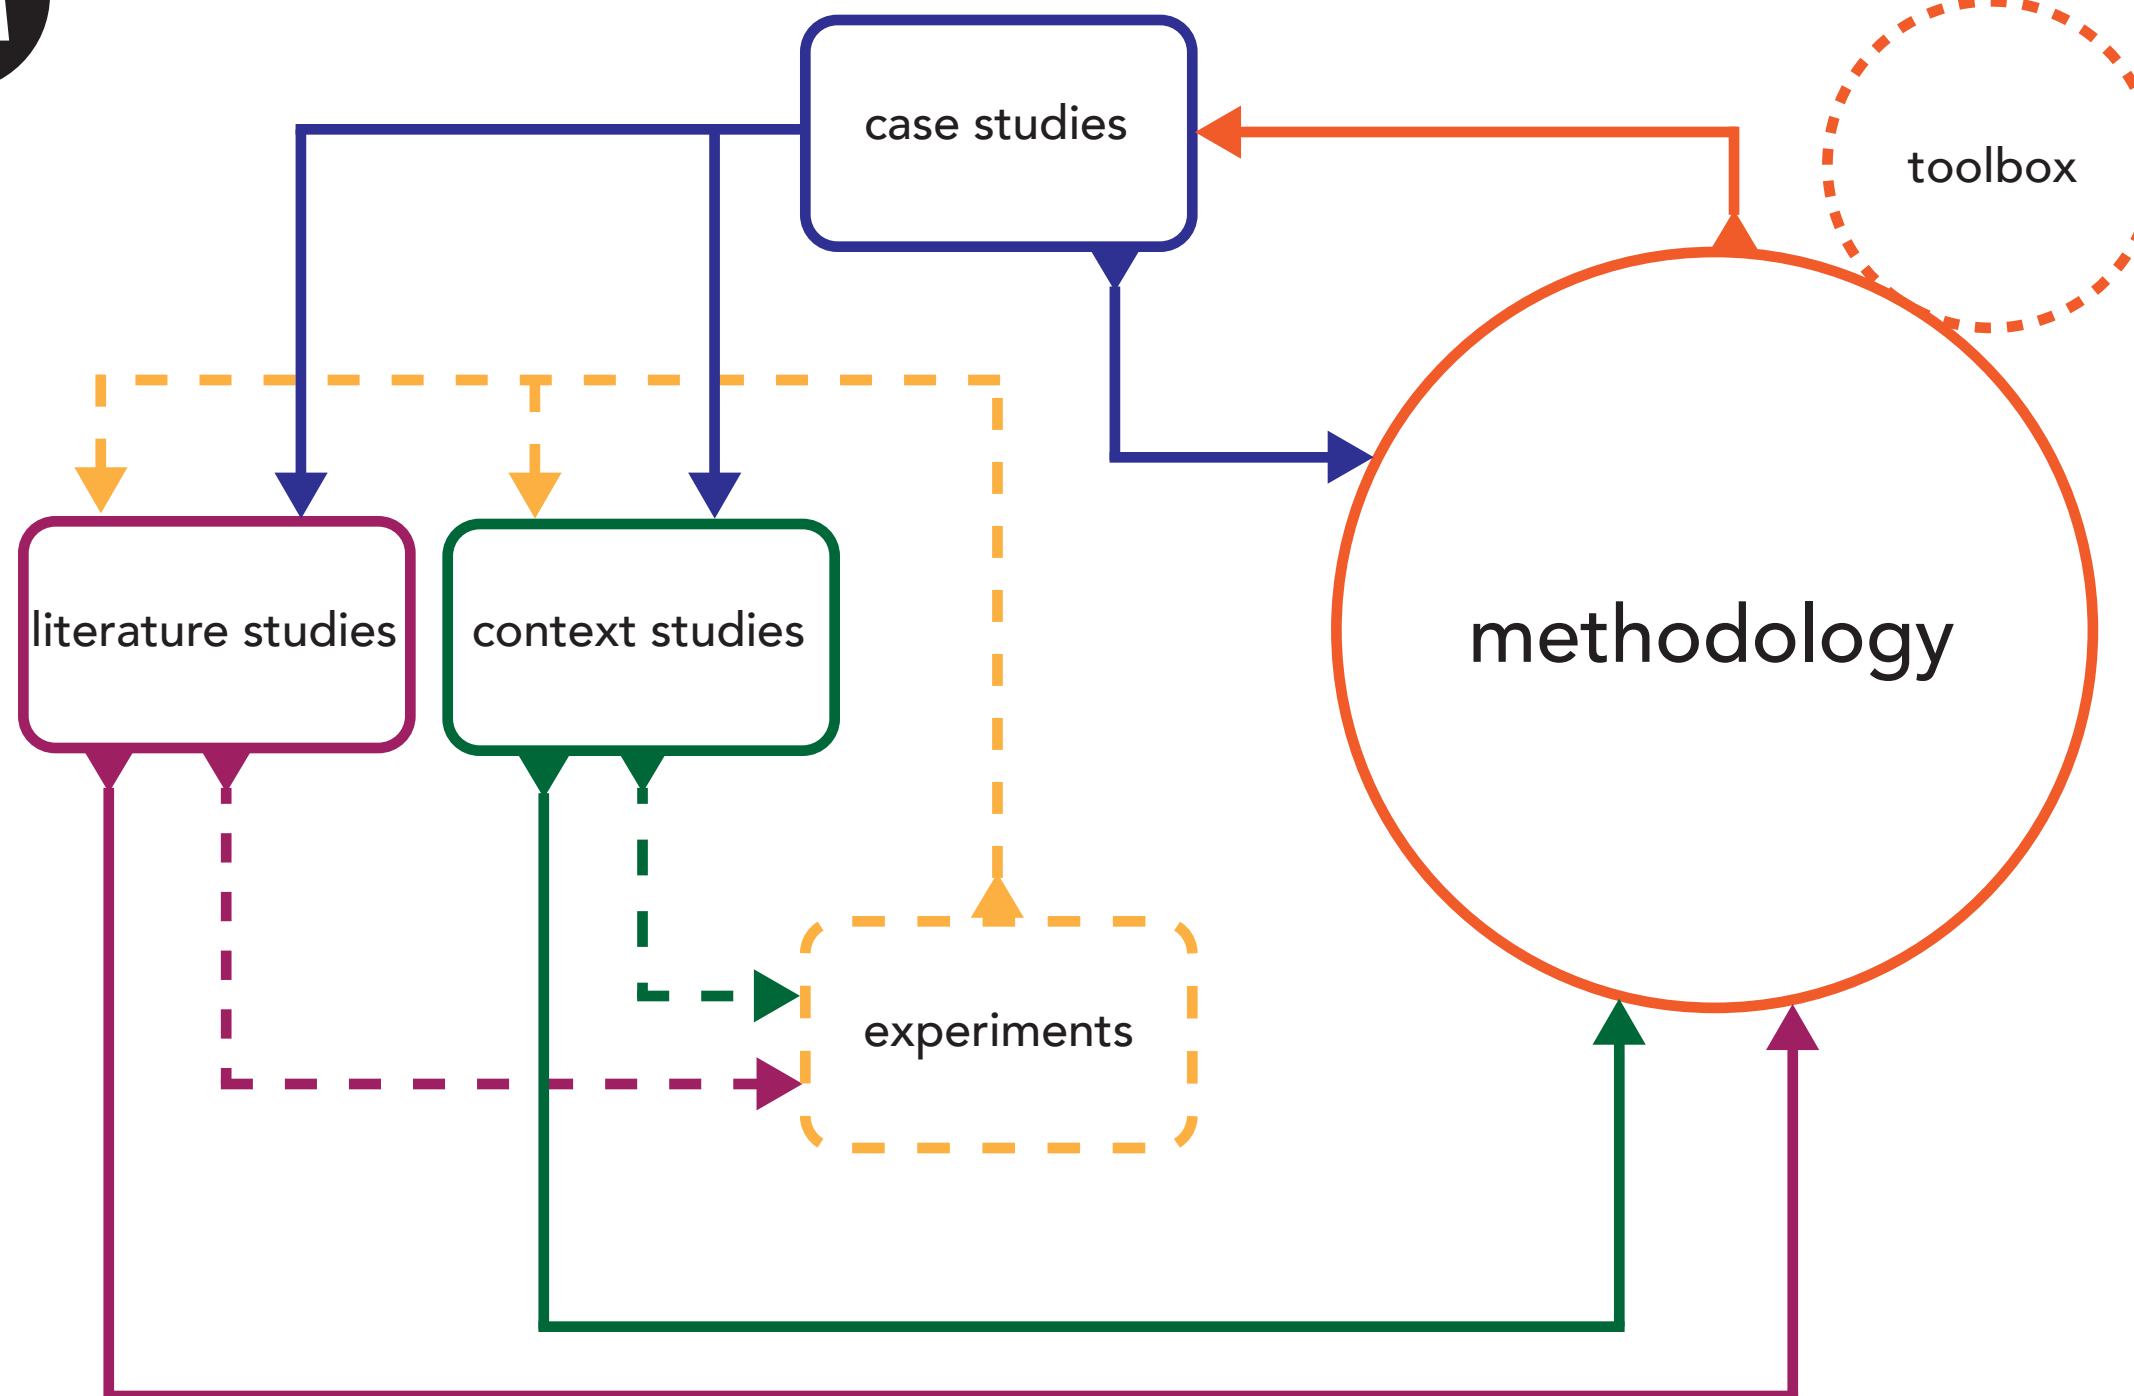 case studies
toolbox
literature studies
context studies
methodology
experiments